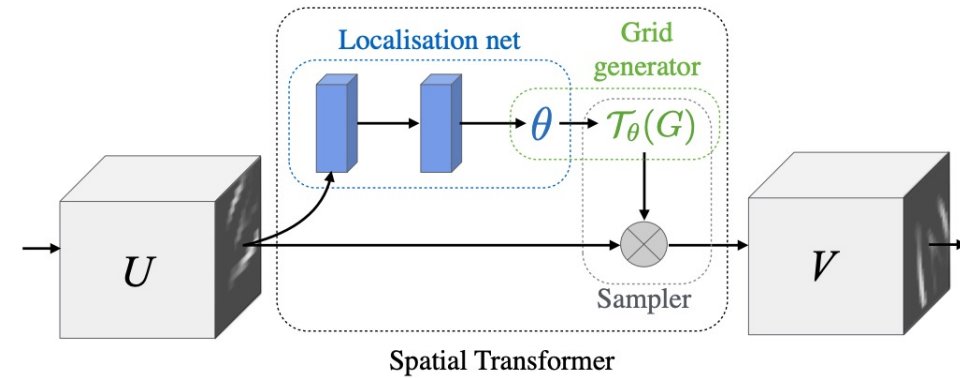 Localisation net
Grid
generator
θ
𝒯θ(G)
U
V
Sampler
Spatial Transformer